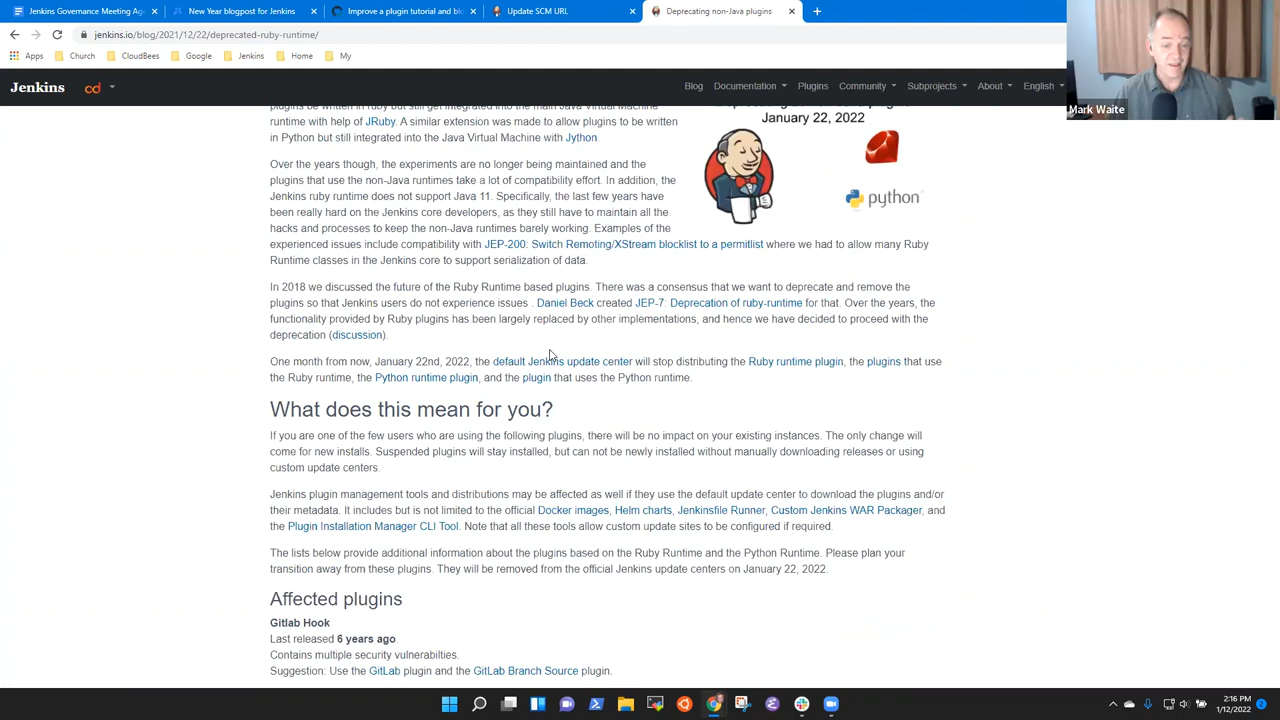 Jenkins Governance Meeting Ag
New Year blogpost for Jenkins
Improve a plugin tutorial and blo
Update SCM URL
Deprecating non-Java plugins
jenkins.io/blog/2021/12/22/deprecated-ruby-runtime/
Apps Church CloudBees Google Jenkins Home My
Jenkins cd Blog Documentation Plugins Community Subprojects About English
Mark Waite
plugins be written in ruby but still get integrated into the main Java Virtual Machine
runtime with help of JRuby. A similar extension was made to allow plugins to be written
in Python but still integrated into the Java Virtual Machine with Jython.
January 22, 2022
python
Over the years though, the experiments are no longer being maintained and the
plugins that use the non-Java runtimes take a lot of compatibility effort. In addition, the
Jenkins ruby runtime does not support Java 11. Specifically, the last few years have
been really hard on the Jenkins core developers, as they still have to maintain all the
hacks and processes to keep the non-Java runtimes barely working. Examples of the
experienced issues include compatibility with JEP-200: Switch Remoting/XStream blocklist to a permitlist where we had to allow many Ruby
Runtime classes in the Jenkins core to support serialization of data.
In 2018 we discussed the future of the Ruby Runtime based plugins. There was a consensus that we want to deprecate and remove the
plugins so that Jenkins users do not experience issues . Daniel Beck created JEP-7: Deprecation of ruby-runtime for that. Over the years, the
functionality provided by Ruby plugins has been largely replaced by other implementations, and hence we have decided to proceed with the
deprecation (discussion).
One month from now, January 22nd, 2022, the default Jenkins update center will stop distributing the Ruby runtime plugin, the plugins that use
the Ruby runtime, the Python runtime plugin, and the plugin that uses the Python runtime.
What does this mean for you?
If you are one of the few users who are using the following plugins, there will be no impact on your existing instances. The only change will
come for new installs. Suspended plugins will stay installed, but can not be newly installed without manually downloading releases or using
custom update centers.
Jenkins plugin management tools and distributions may be affected as well if they use the default update center to download the plugins and/or
their metadata. It includes but is not limited to the official Docker images, Helm charts, Jenkinsfile Runner, Custom Jenkins WAR Packager, and
the Plugin Installation Manager CLI Tool. Note that all these tools allow custom update sites to be configured if required.
The lists below provide additional information about the plugins based on the Ruby Runtime and the Python Runtime. Please plan your
transition away from these plugins. They will be removed from the official Jenkins update centers on January 22, 2022.
Affected plugins
Gitlab Hook
Last released 6 years ago.
Contains multiple security vulnerabilties.
Suggestion: Use the GitLab plugin and the GitLab Branch Source plugin.
2:16 PM
1/12/2022